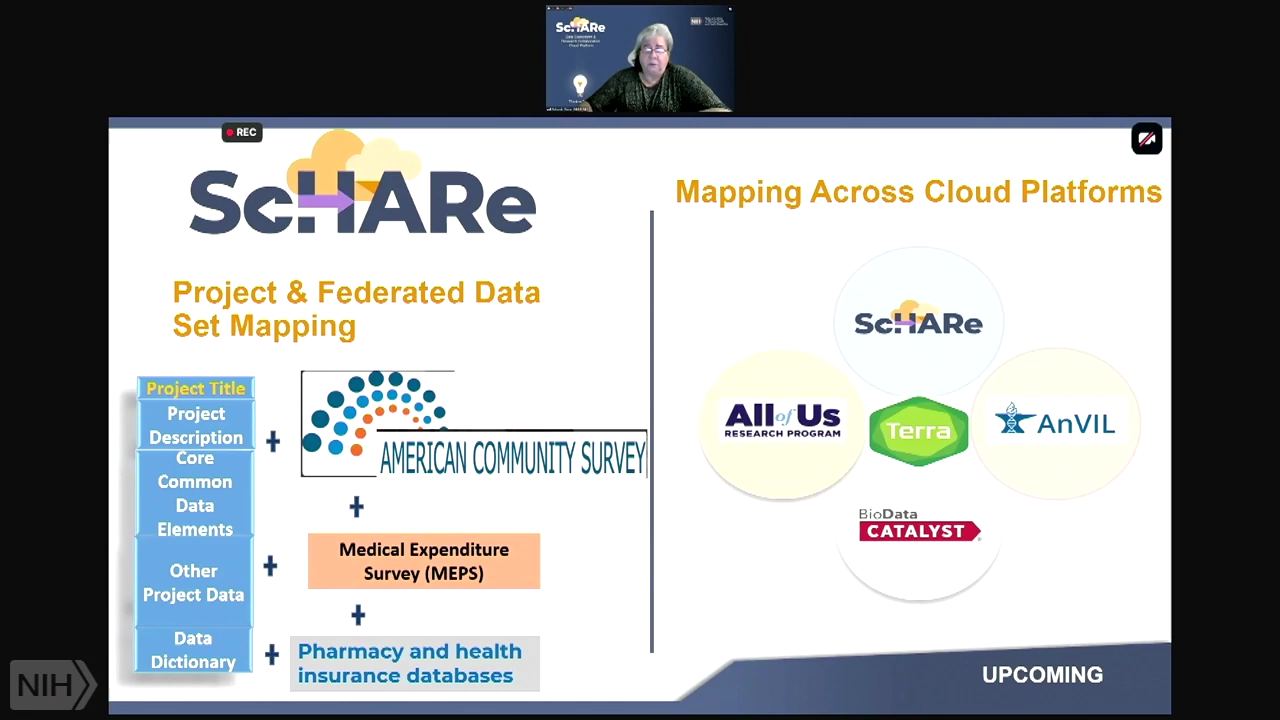 ScHARe
NIH
REC
ScHARe
Project & Federated Data
Set Mapping
Project Title
Project
Description
Core
Common
Data
Elements
Other
Project Data
Data
Dictionary
+
+
+
AMERICAN COMMUNITY SURVEY
+
Medical Expenditure
Survey (MEPS)
+
Pharmacy and health
insurance databases
Mapping Across Cloud Platforms
ScHARe
All of Us
RESEARCH PROGRAM
Terra
AnVIL
BioData
CATALYST
UPCOMING
NIH